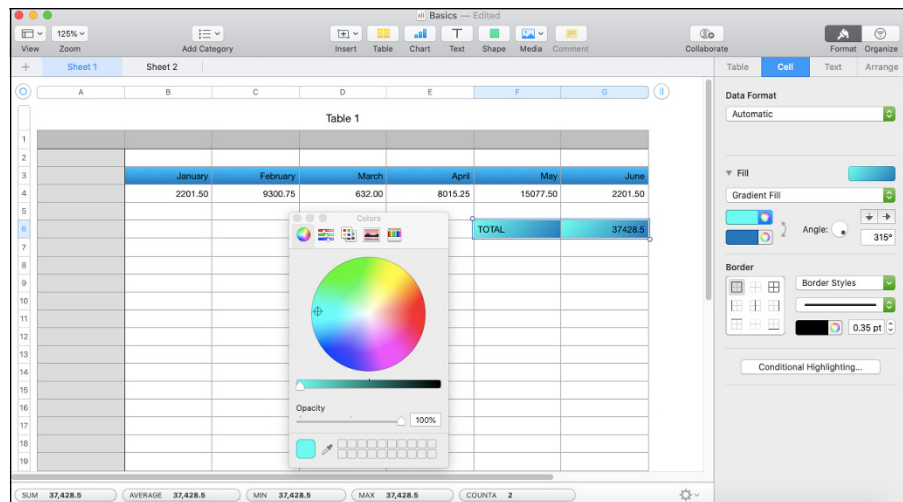 Basics — Edited
125%
View Zoom Add Category Insert Table Chart Text Shape Media Comment Collaborate Format Organize
+ Sheet 1 Sheet 2 Table Cell Text Arrange
A B C D E F G
Data Format
Automatic
Table 1
1
2
3 January February March April May June
4 2201.50 9300.75 632.00 8015.25 15077.50 2201.50
5
6 TOTAL 37428.5
7
8
9
10
11
12
13
14
15
16
17
18
19
Colors
Opacity
100%
Fill
Gradient Fill
Angle:
315°
Border
Border Styles
0.35 pt
Conditional Highlighting...
SUM 37,428.5 AVERAGE 37,428.5 MIN 37,428.5 MAX 37,428.5 COUNTA 2